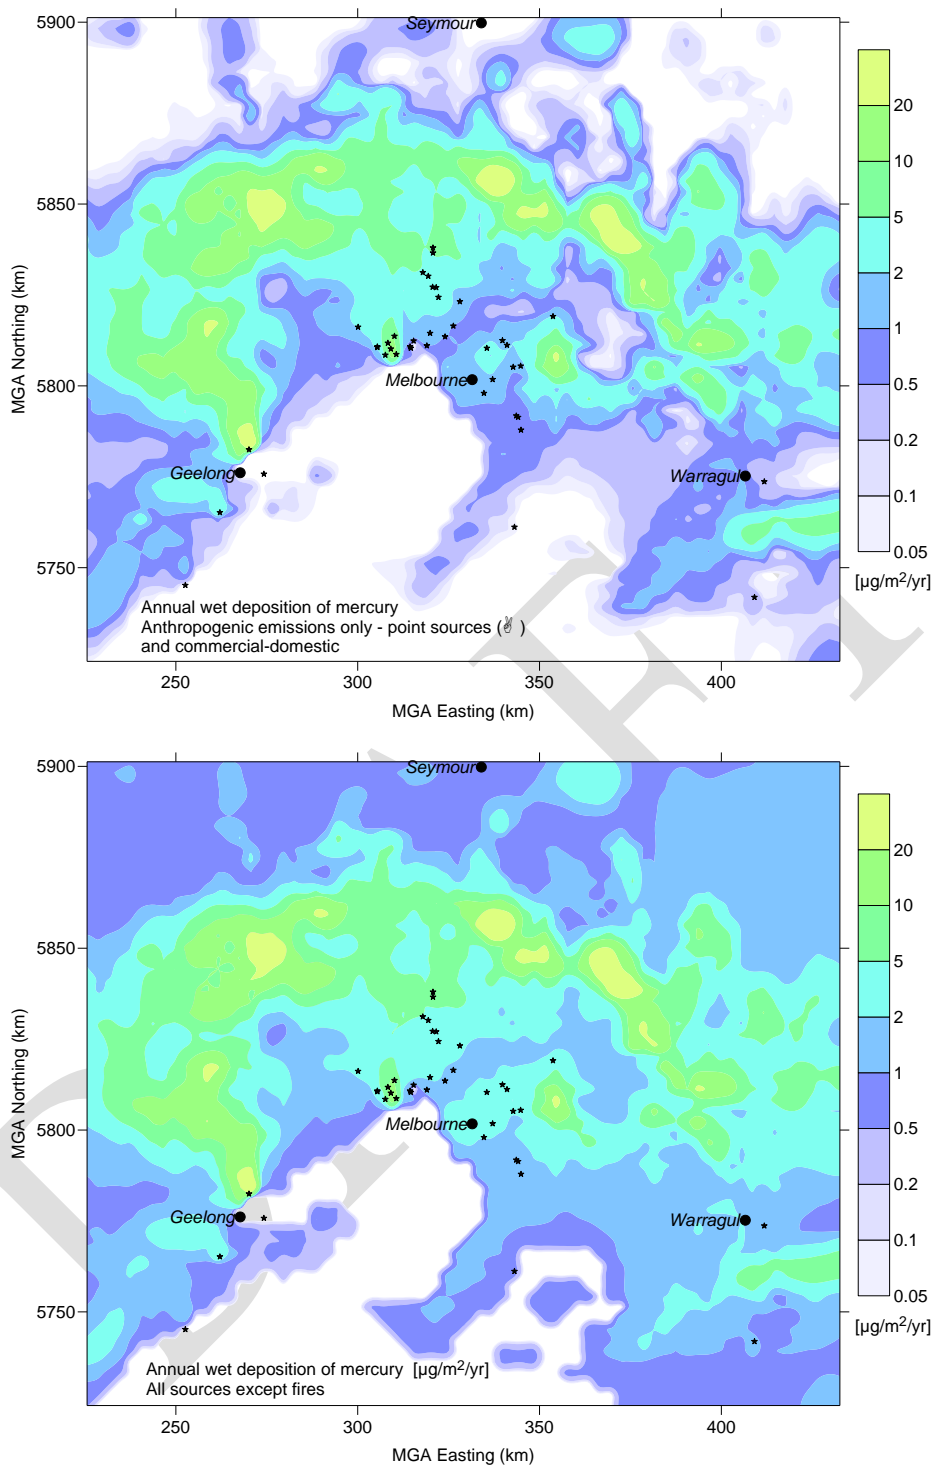 5900
Seymour
5850
5800
5750
MGA Northing (km)
Melbourne
Geelong
Warragul
Annual wet deposition of mercury
Anthropogenic emissions only - point sources (✌ )
and commercial-domestic
250
300
350
400
MGA Easting (km)
20
10
5
2
1
0.5
0.2
0.1
0.05
[µg/m2/yr]
5900
Seymour
5850
5800
5750
MGA Northing (km)
Melbourne
Geelong
Warragul
Annual wet deposition of mercury [µg/m2/yr]
All sources except fires
250
300
350
400
MGA Easting (km)
20
10
5
2
1
0.5
0.2
0.1
0.05
[µg/m2/yr]
DRAFT